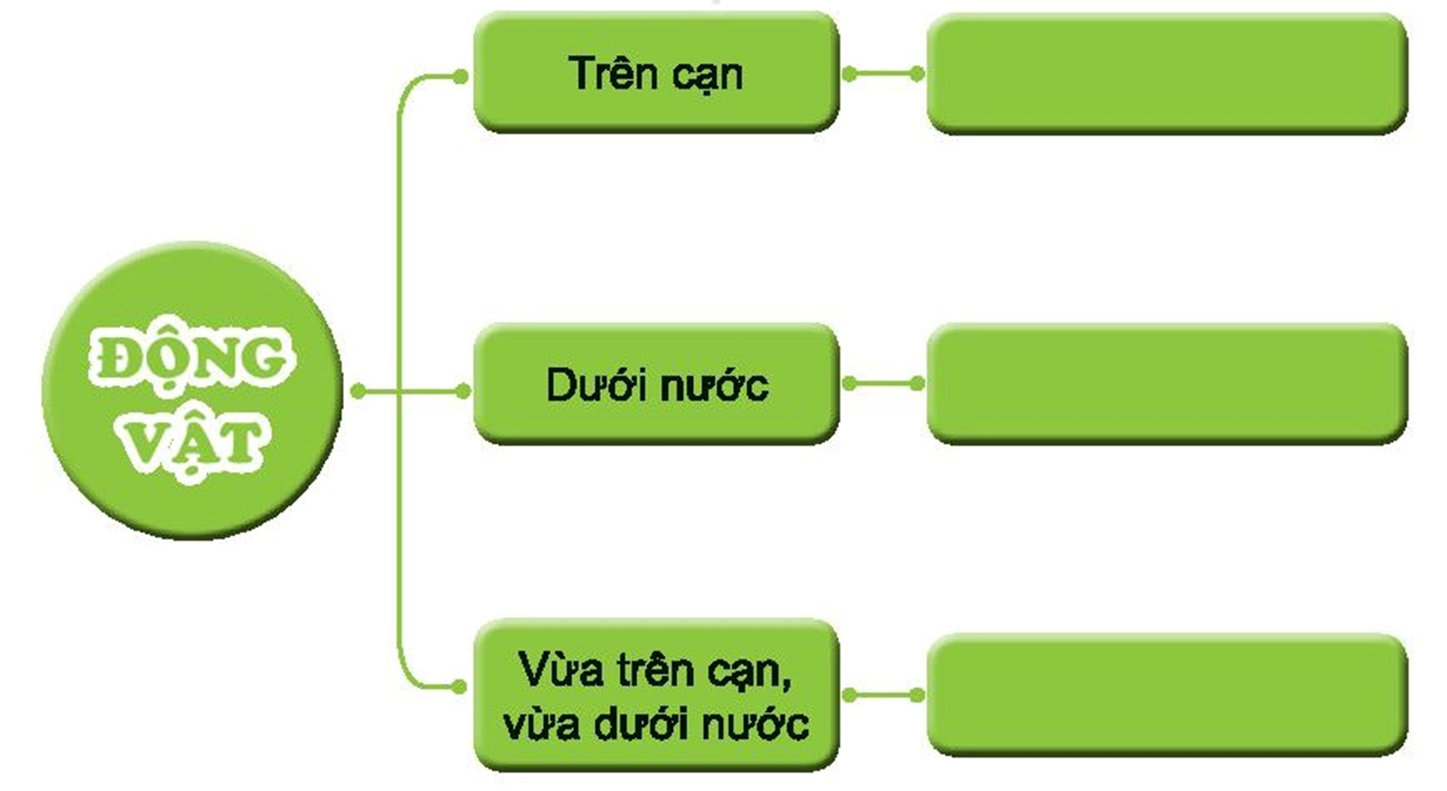 Trên cạn
ĐỘNG
VẬT
Dưới nước
Vừa trên cạn,
vừa dưới nước